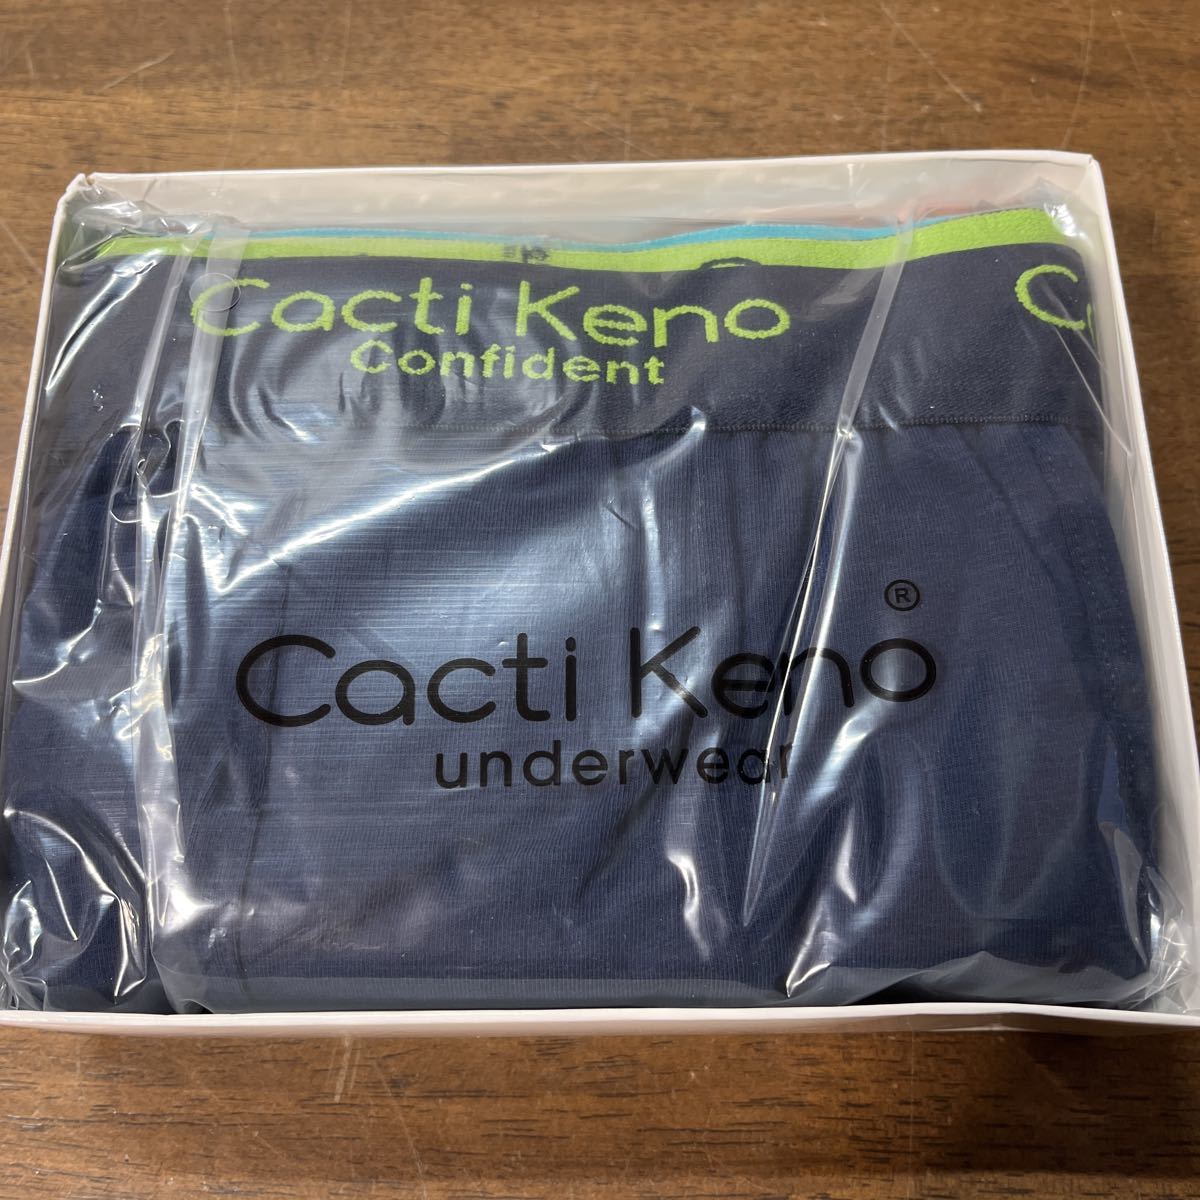 Cacti Keno
Confident
C
Cacti Keno®
underwear